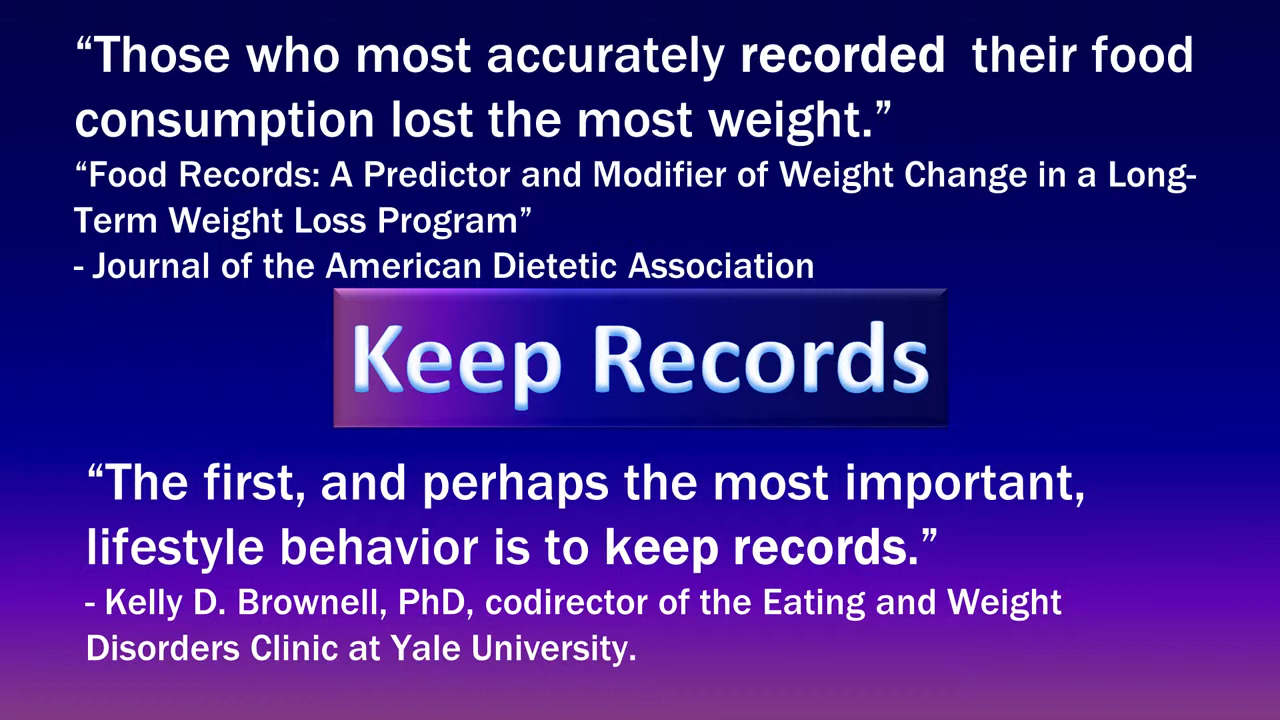 “Those who most accurately recorded their food
consumption lost the most weight.”
“Food Records: A Predictor and Modifier of Weight Change in a Long-
Term Weight Loss Program”
- Journal of the American Dietetic Association
Keep Records
“The first, and perhaps the most important,
lifestyle behavior is to keep records.”
- Kelly D. Brownell, PhD, codirector of the Eating and Weight
Disorders Clinic at Yale University.